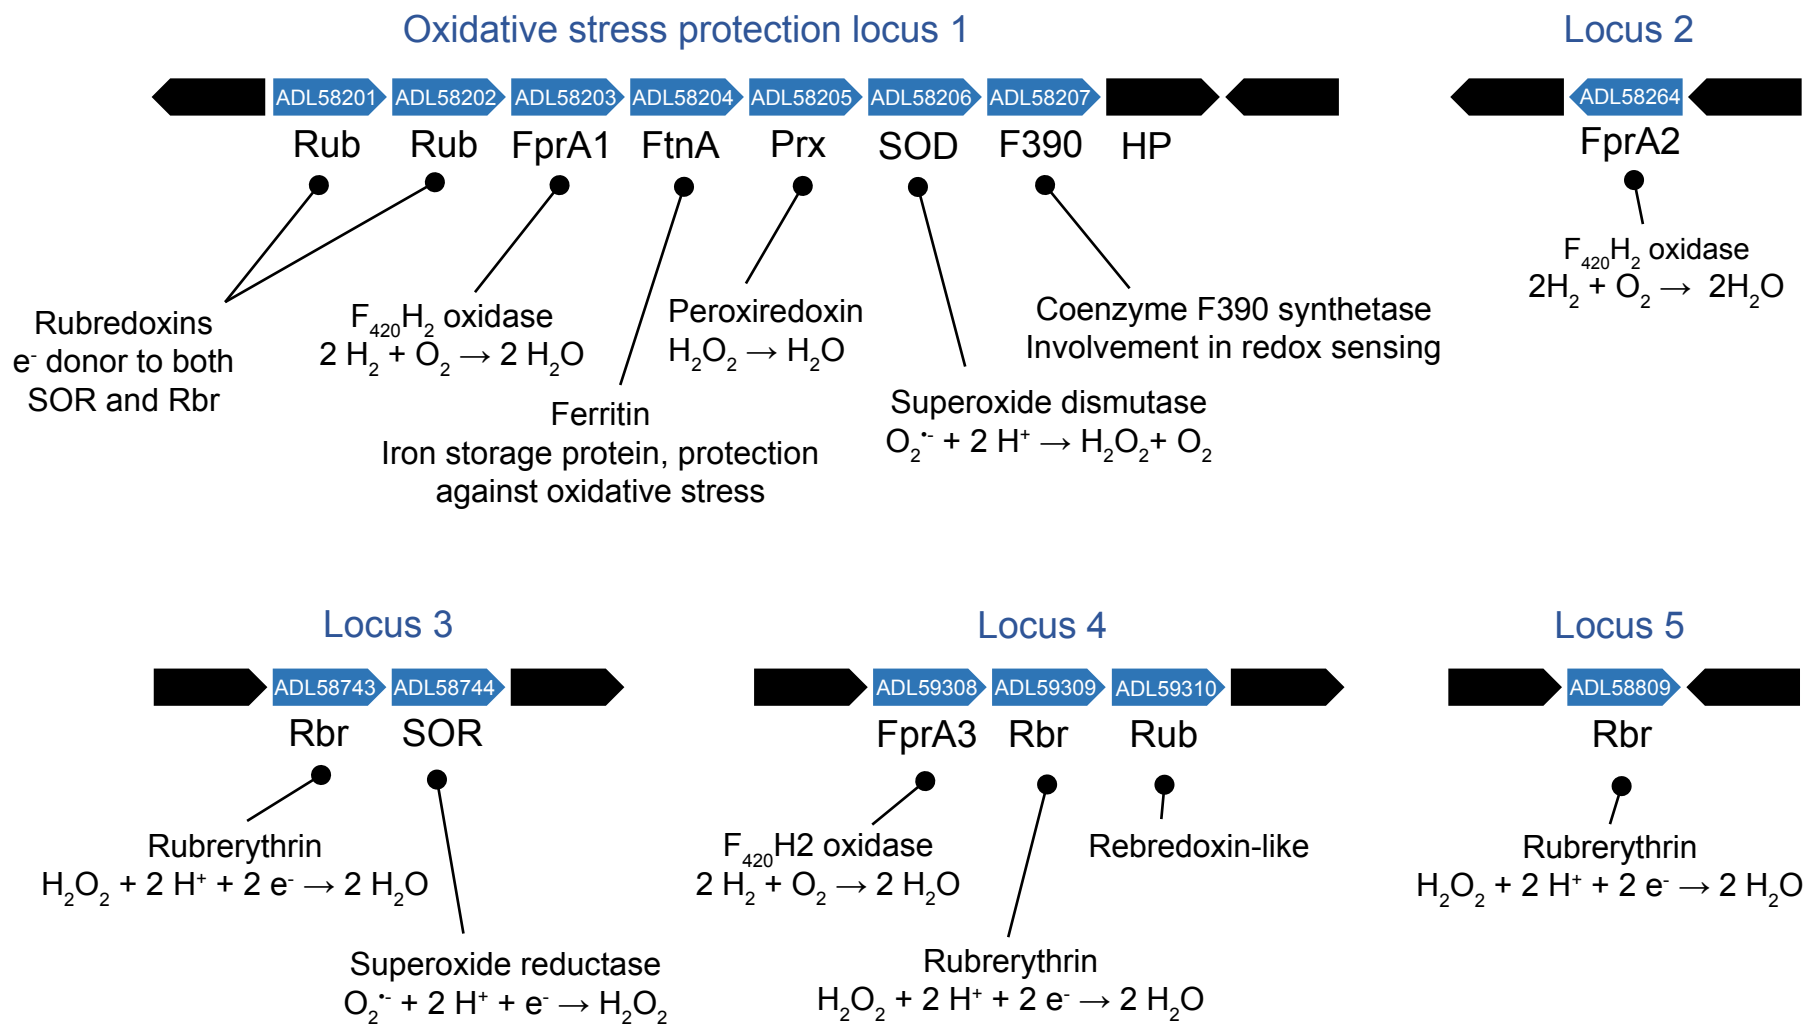 Oxidative stress protection locus 1
Locus 2
ADL58201 ADL58202 ADL58203 ADL58204 ADL58205 ADL58206 ADL58207
ADL58264
Rub Rub FprA1 FtnA Prx SOD F390 HP
FprA2
Rubredoxins
e⁻ donor to both
SOR and Rbr
F₄₂₀H₂ oxidase
2 H₂ + O₂ → 2 H₂O
Ferritin
Iron storage protein, protection
against oxidative stress
Peroxiredoxin
H₂O₂ → H₂O
Superoxide dismutase
O₂•⁻ + 2 H⁺ → H₂O₂+ O₂
Coenzyme F390 synthetase
Involvement in redox sensing
F₄₂₀H₂ oxidase
2H₂ + O₂ → 2H₂O
Locus 3
Locus 4
Locus 5
ADL58743 ADL58744
ADL59308 ADL59309 ADL59310
ADL58809
Rbr SOR
FprA3 Rbr Rub
Rbr
Rubrerythrin
H₂O₂ + 2 H⁺ + 2 e⁻ → 2 H₂O
Superoxide reductase
O₂•⁻ + 2 H⁺ + e⁻ → H₂O₂
F₄₂₀H2 oxidase
2 H₂ + O₂ → 2 H₂O
Rubrerythrin
H₂O₂ + 2 H⁺ + 2 e⁻ → 2 H₂O
Rebredoxin-like
Rubrerythrin
H₂O₂ + 2 H⁺ + 2 e⁻ → 2 H₂O